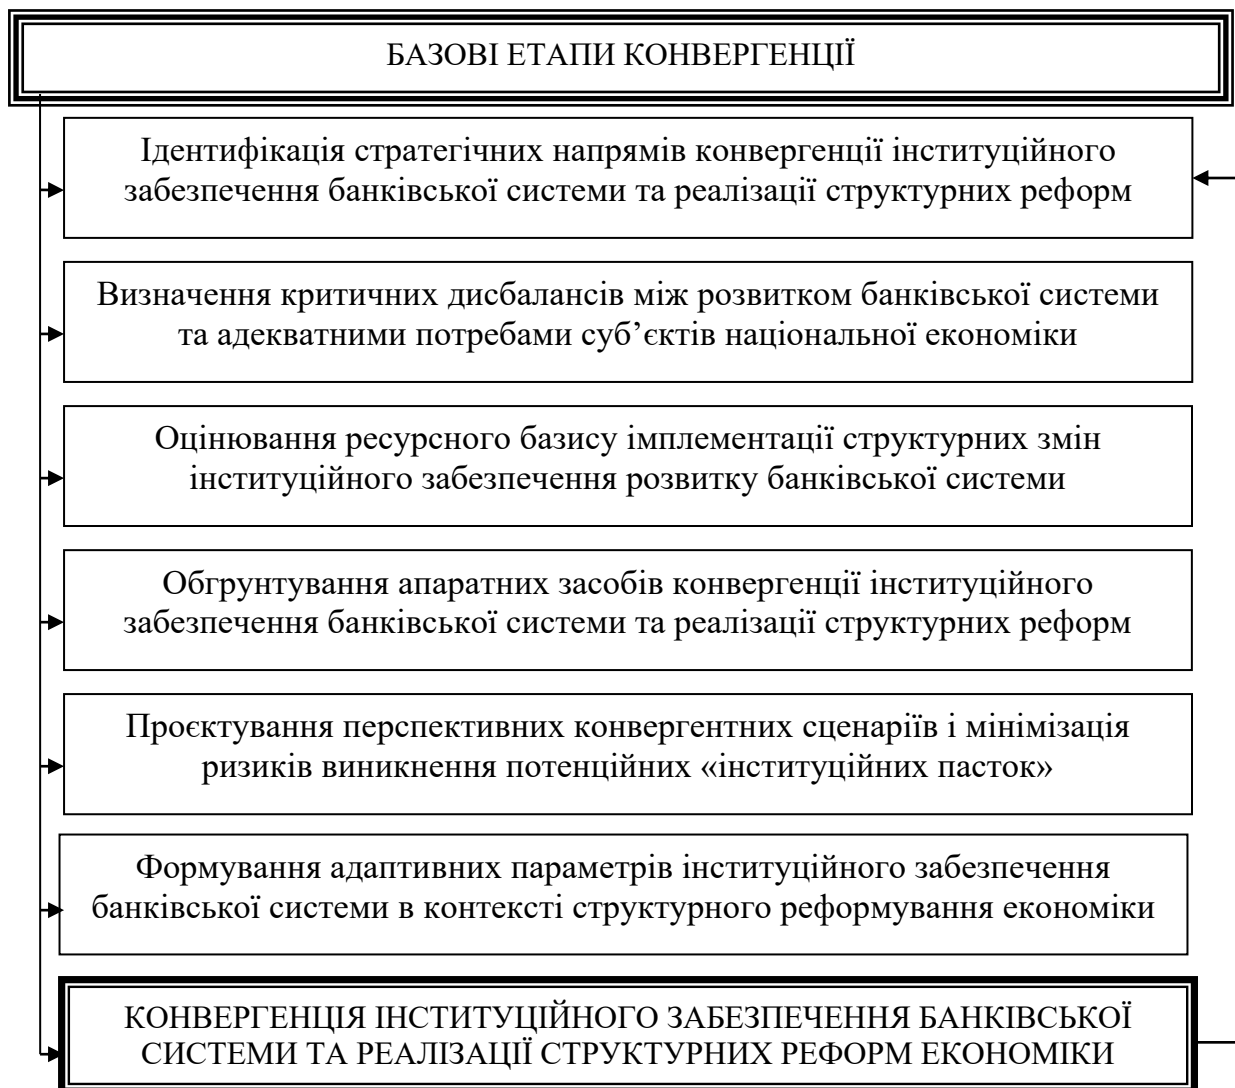 БАЗОВІ ЕТАПИ КОНВЕРГЕНЦІЇ
Ідентифікація стратегічних напрямів конвергенції інституційного
забезпечення банківської системи та реалізації структурних реформ
Визначення критичних дисбалансів між розвитком банківської системи
та адекватними потребами суб’єктів національної економіки
Оцінювання ресурсного базису імплементації структурних змін
інституційного забезпечення розвитку банківської системи
Обгрунтування апаратних засобів конвергенції інституційного
забезпечення банківської системи та реалізації структурних реформ
Проєктування перспективних конвергентних сценаріїв і мінімізація
ризиків виникнення потенційних «інституційних пасток»
Формування адаптивних параметрів інституційного забезпечення
банківської системи в контексті структурного реформування економіки
КОНВЕРГЕНЦІЯ ІНСТИТУЦІЙНОГО ЗАБЕЗПЕЧЕННЯ БАНКІВСЬКОЇ
СИСТЕМИ ТА РЕАЛІЗАЦІЇ СТРУКТУРНИХ РЕФОРМ ЕКОНОМІКИ